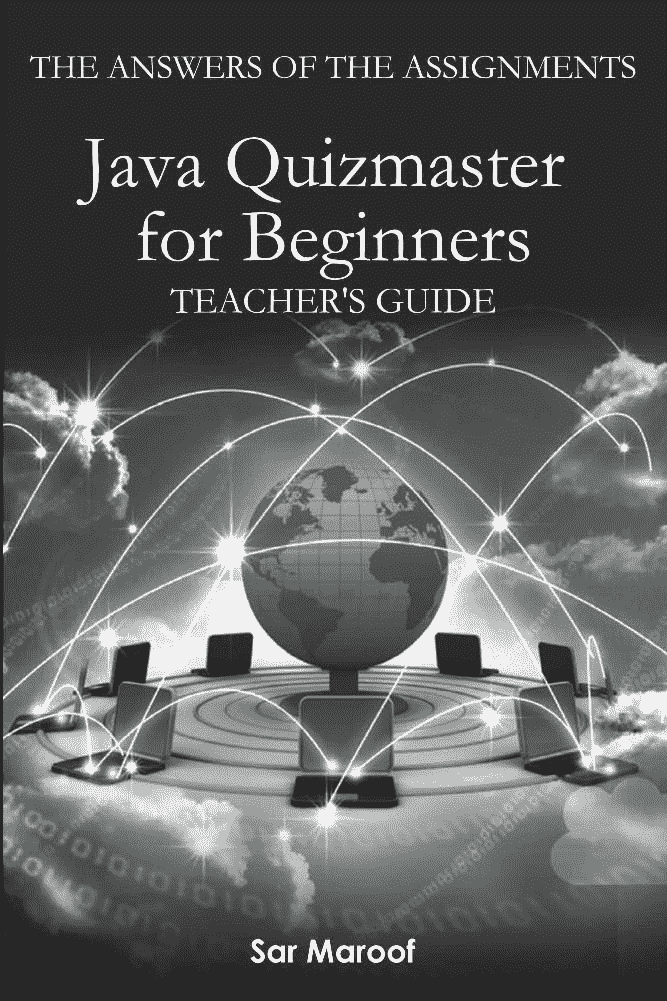 THE ANSWERS OF THE ASSIGNMENTS
Java Quizmaster
for Beginners
TEACHER'S GUIDE
Sar Maroof